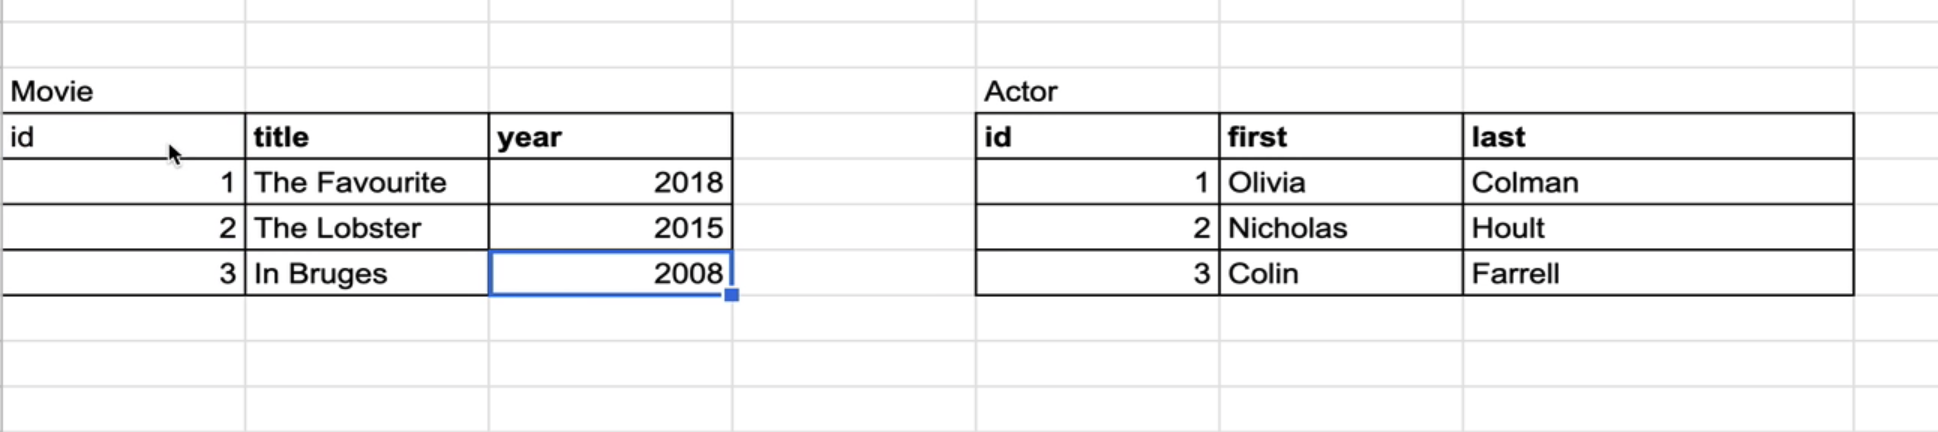 Movie Actor
id title year id first last
1 The Favourite 2018 1 Olivia Colman
2 The Lobster 2015 2 Nicholas Hoult
3 In Bruges 2008 3 Colin Farrell